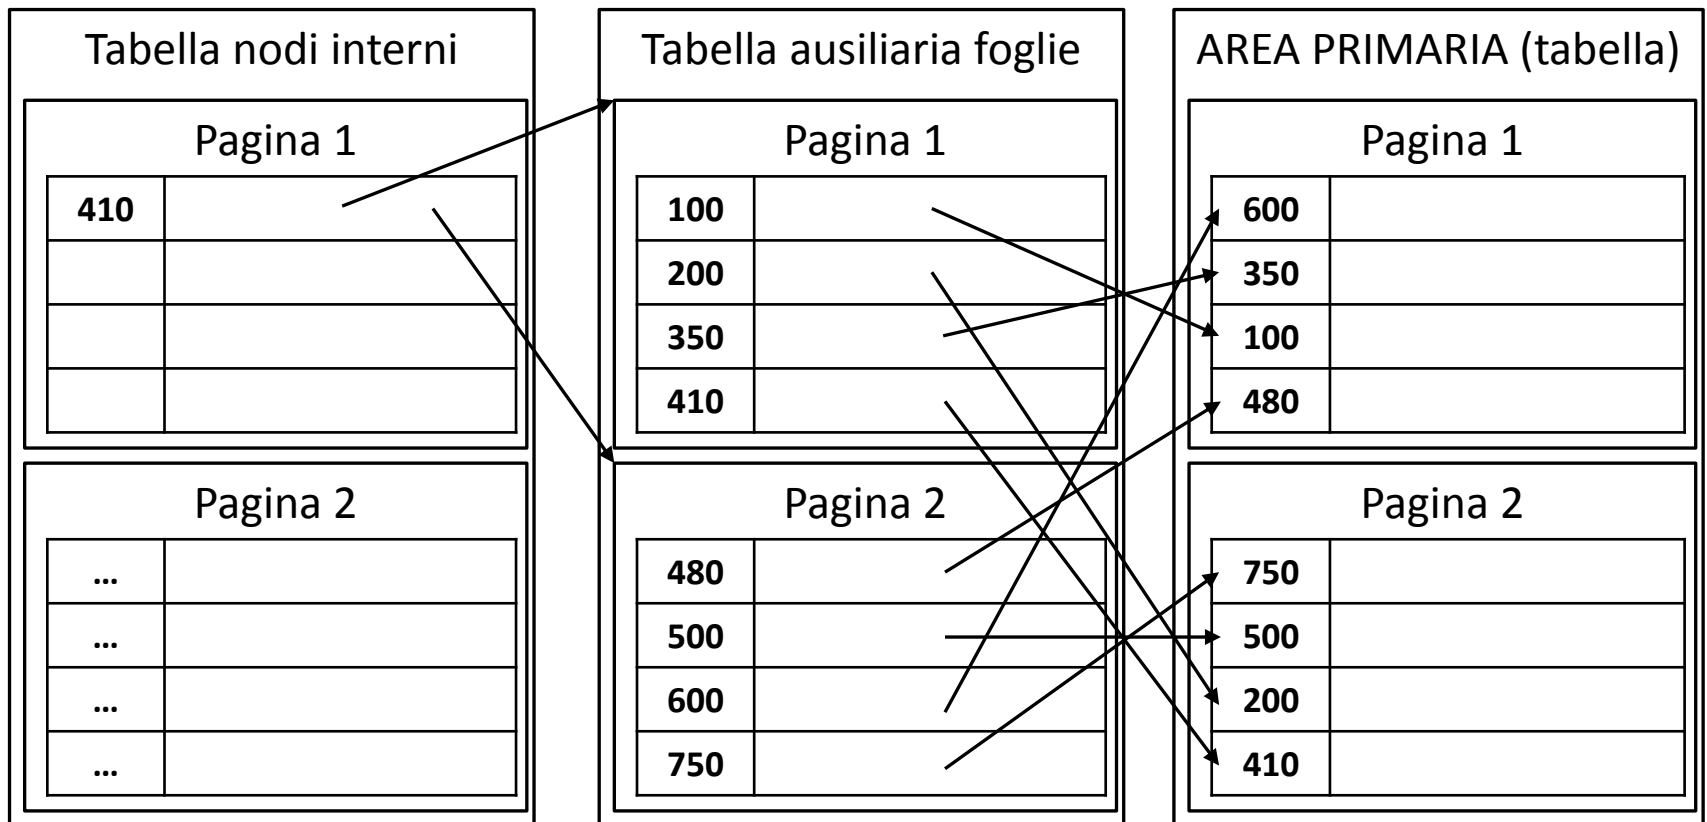 Tabella nodi interni
Pagina 1
410
Pagina 2
...
...
...
...
Tabella ausiliaria foglie
Pagina 1
100
200
350
410
Pagina 2
480
500
600
750
AREA PRIMARIA (tabella)
Pagina 1
600
350
100
480
Pagina 2
750
500
200
410